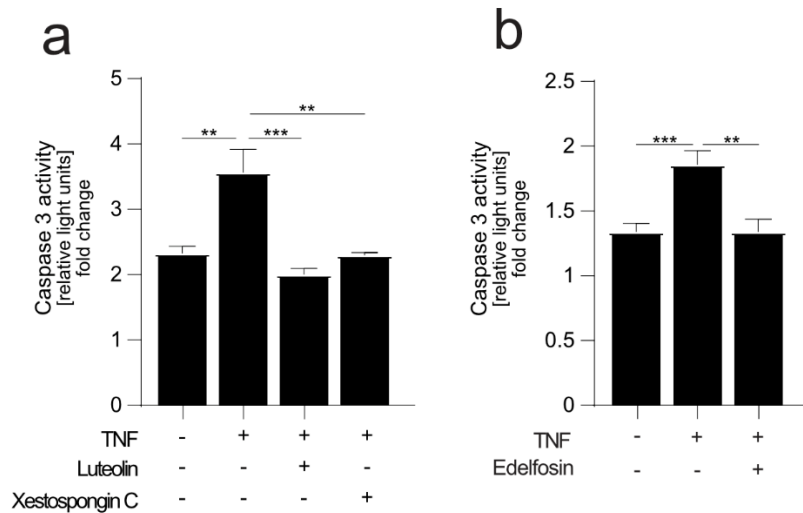 a
Caspase 3 activity
[relative light units]
fold change
5
4
3
2
1
0
**
**
***
TNF - + + +
Luteolin - - + -
Xestospongin C - - - +
b
Caspase 3 activity
[relative light units]
fold change
2.5
2
1.5
1
0.5
0
*** **
TNF - + +
Edelfosin - - +